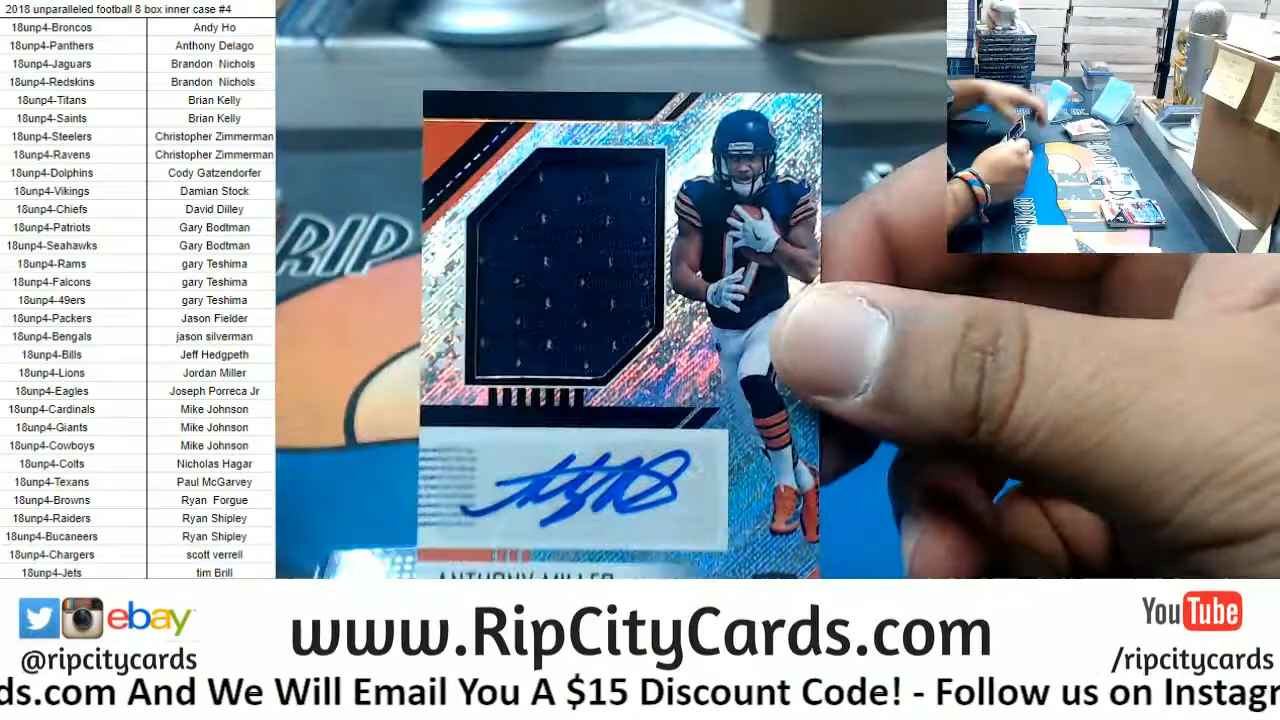 2018 unparalleled football 8 box inner case #4
18unp4-Broncos Andy Ho
18unp4-Panthers Anthony Delago
18unp4-Jaguars Brandon Nichols
18unp4-Redskins Brandon Nichols
18unp4-Titans Brian Kelly
18unp4-Saints Brian Kelly
18unp4-Steelers Christopher Zimmerman
18unp4-Ravens Christopher Zimmerman
18unp4-Dolphins Cody Gatzendorfer
18unp4-Vikings Damian Stock
18unp4-Chiefs David Dilley
18unp4-Patriots Gary Bodtman
18unp4-Seahawks Gary Bodtman
18unp4-Rams gary Teshima
18unp4-Falcons gary Teshima
18unp4-49ers gary Teshima
18unp4-Packers Jason Fielder
18unp4-Bengals jason silverman
18unp4-Bills Jeff Hedgpeth
18unp4-Lions Jordan Miller
18unp4-Eagles Joseph Porreca Jr
18unp4-Cardinals Mike Johnson
18unp4-Giants Mike Johnson
18unp4-Cowboys Mike Johnson
18unp4-Colts Nicholas Hagar
18unp4-Texans Paul McGarvey
18unp4-Browns Ryan Forgue
18unp4-Raiders Ryan Shipley
18unp4-Bucaneers Ryan Shipley
18unp4-Chargers scott verrell
18unp4-Jets tim Brill
RIP
ANTHONY MILLER
ebay
@ripcitycards
www.RipCityCards.com
YouTube
/ripcitycards
ds.com And We Will Email You A $15 Discount Code! - Follow us on Instagr